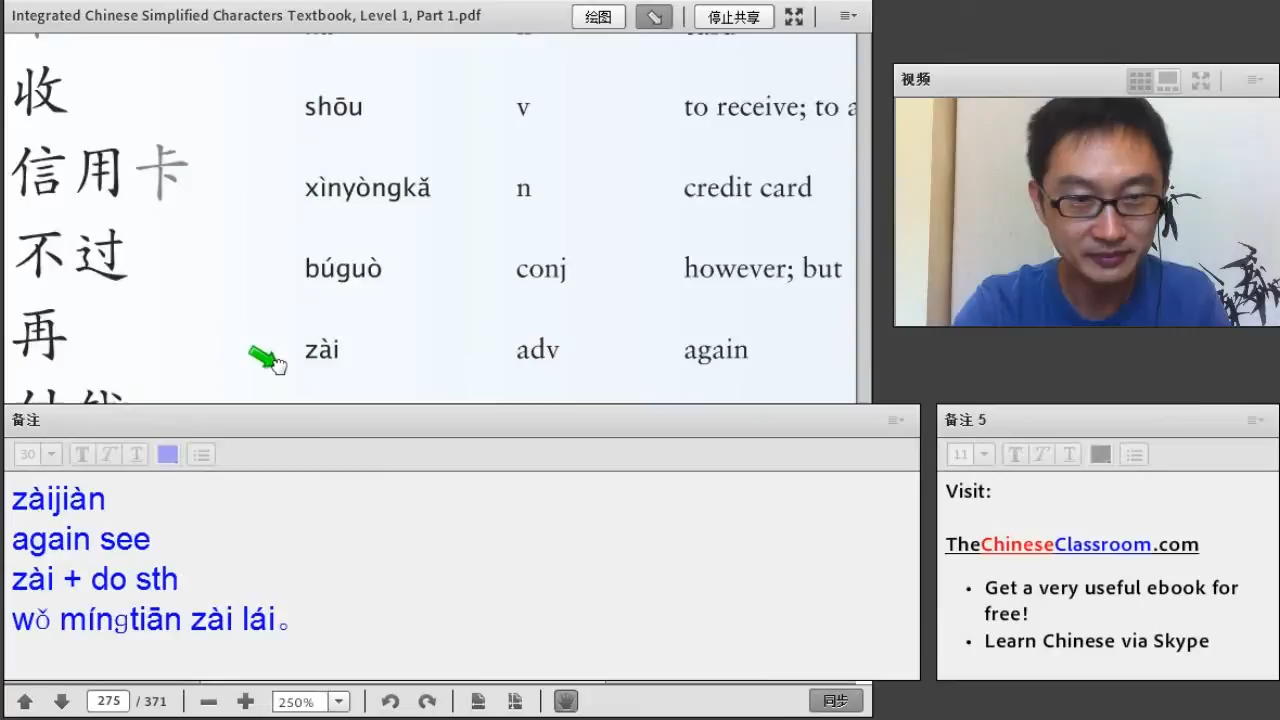 Integrated Chinese Simplified Characters Textbook, Level 1, Part 1.pdf
绘图
停止共享
收 shōu v to receive; to a
信用卡 xìnyòngkǎ n credit card
不过 búguò conj however; but
再 zài adv again
视频
备注
30
zàijiàn
again see
zài + do sth
wǒ míngtiān zài lái。
备注 5
11
Visit:
TheChineseClassroom.com
• Get a very useful ebook for
free!
• Learn Chinese via Skype
275 / 371
250%
同步